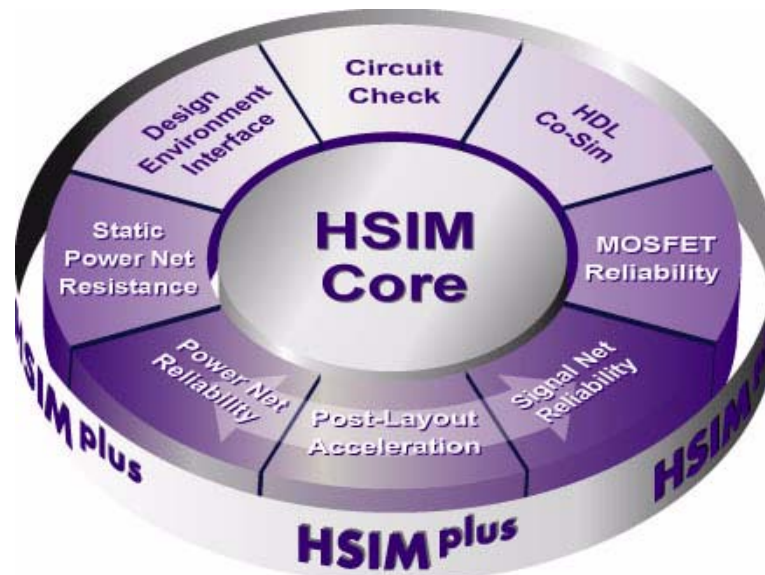 Circuit
Check
HDL
Co-Sim
MOSFET
Reliability
Signal Net
Reliability
Post-Layout
Acceleration
Power Net
Reliability
Static
Power Net
Resistance
Design
Environment
Interface
HSIM
Core
HSIM plus
HSIM plus
HSIM